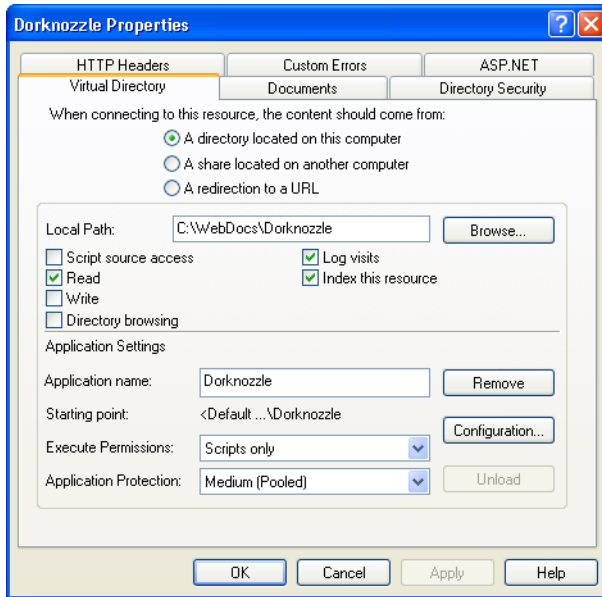 Dorknozzle Properties
HTTP Headers Custom Errors ASP.NET
Virtual Directory Documents Directory Security
When connecting to this resource, the content should come from:
A directory located on this computer
A share located on another computer
A redirection to a URL
Local Path: C:\WebDocs\Dorknozzle Browse...
Script source access Log visits
Read Index this resource
Write
Directory browsing
Application Settings
Application name: Dorknozzle Remove
Starting point: <Default ...\Dorknozzle
Configuration...
Execute Permissions: Scripts only
Application Protection: Medium (Pooled) Unload
OK Cancel Apply Help